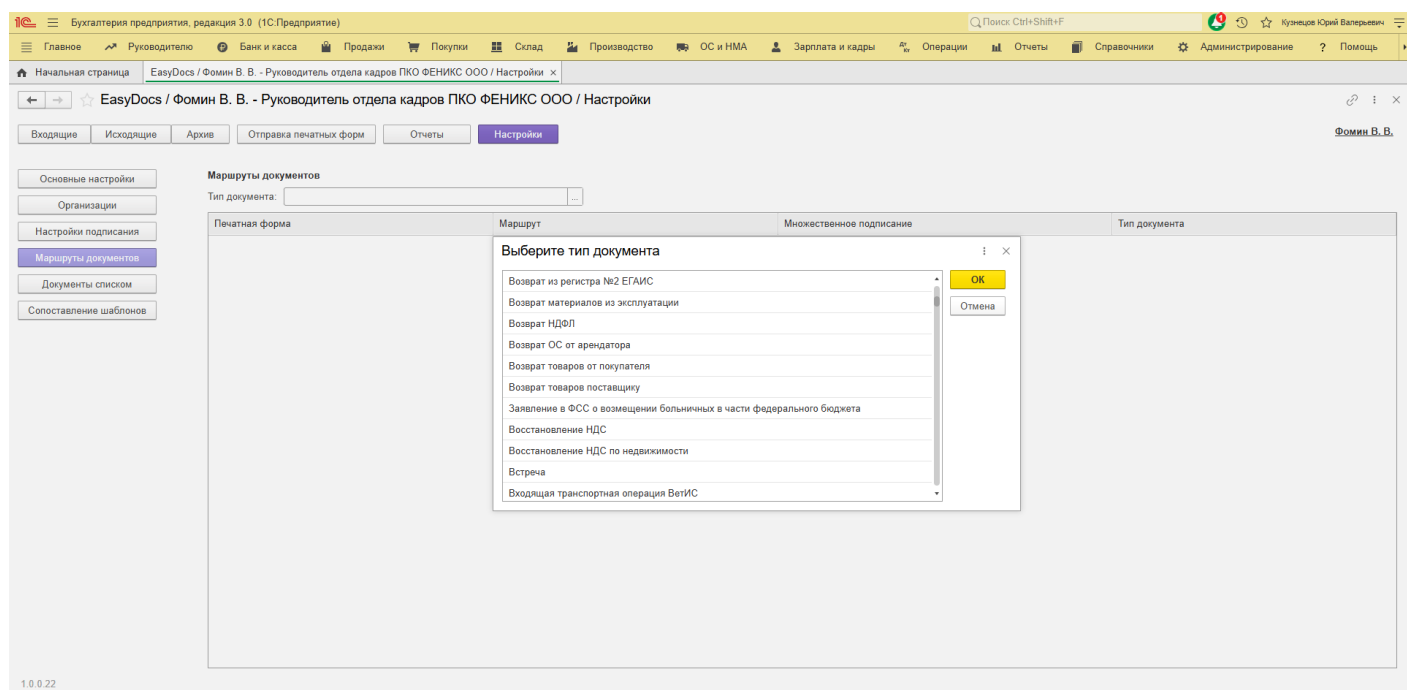 1С Бухгалтерия предприятия, редакция 3.0 (1С:Предприятие) Поиск Ctrl+Shift+F Кузнецов Юрий Валерьевич
Главное Руководителю Банк и касса Продажи Покупки Склад Производство ОС и НМА Зарплата и кадры Операции Отчеты Справочники Администрирование ? Помощь
Начальная страница EasyDocs / Фомин В. В. - Руководитель отдела кадров ПКО ФЕНИКС ООО / Настройки ×
EasyDocs / Фомин В. В. - Руководитель отдела кадров ПКО ФЕНИКС ООО / Настройки
Входящие Исходящие Архив Отправка печатных форм Отчеты Настройки Фомин В. В.
Основные настройки
Организации
Настройки подписания
Маршруты документов
Документы списком
Сопоставление шаблонов
Маршруты документов
Тип документа: ...
Печатная форма Маршрут Множественное подписание Тип документа
Выберите тип документа
Возврат из регистра №2 ЕГАИС
Возврат материалов из эксплуатации
Возврат НДФЛ
Возврат ОС от арендатора
Возврат товаров от покупателя
Возврат товаров поставщику
Заявление в ФСС о возмещении больничных в части федерального бюджета
Восстановление НДС
Восстановление НДС по недвижимости
Встреча
Входящая транспортная операция ВетИС
ОК
Отмена
1.0.0.22